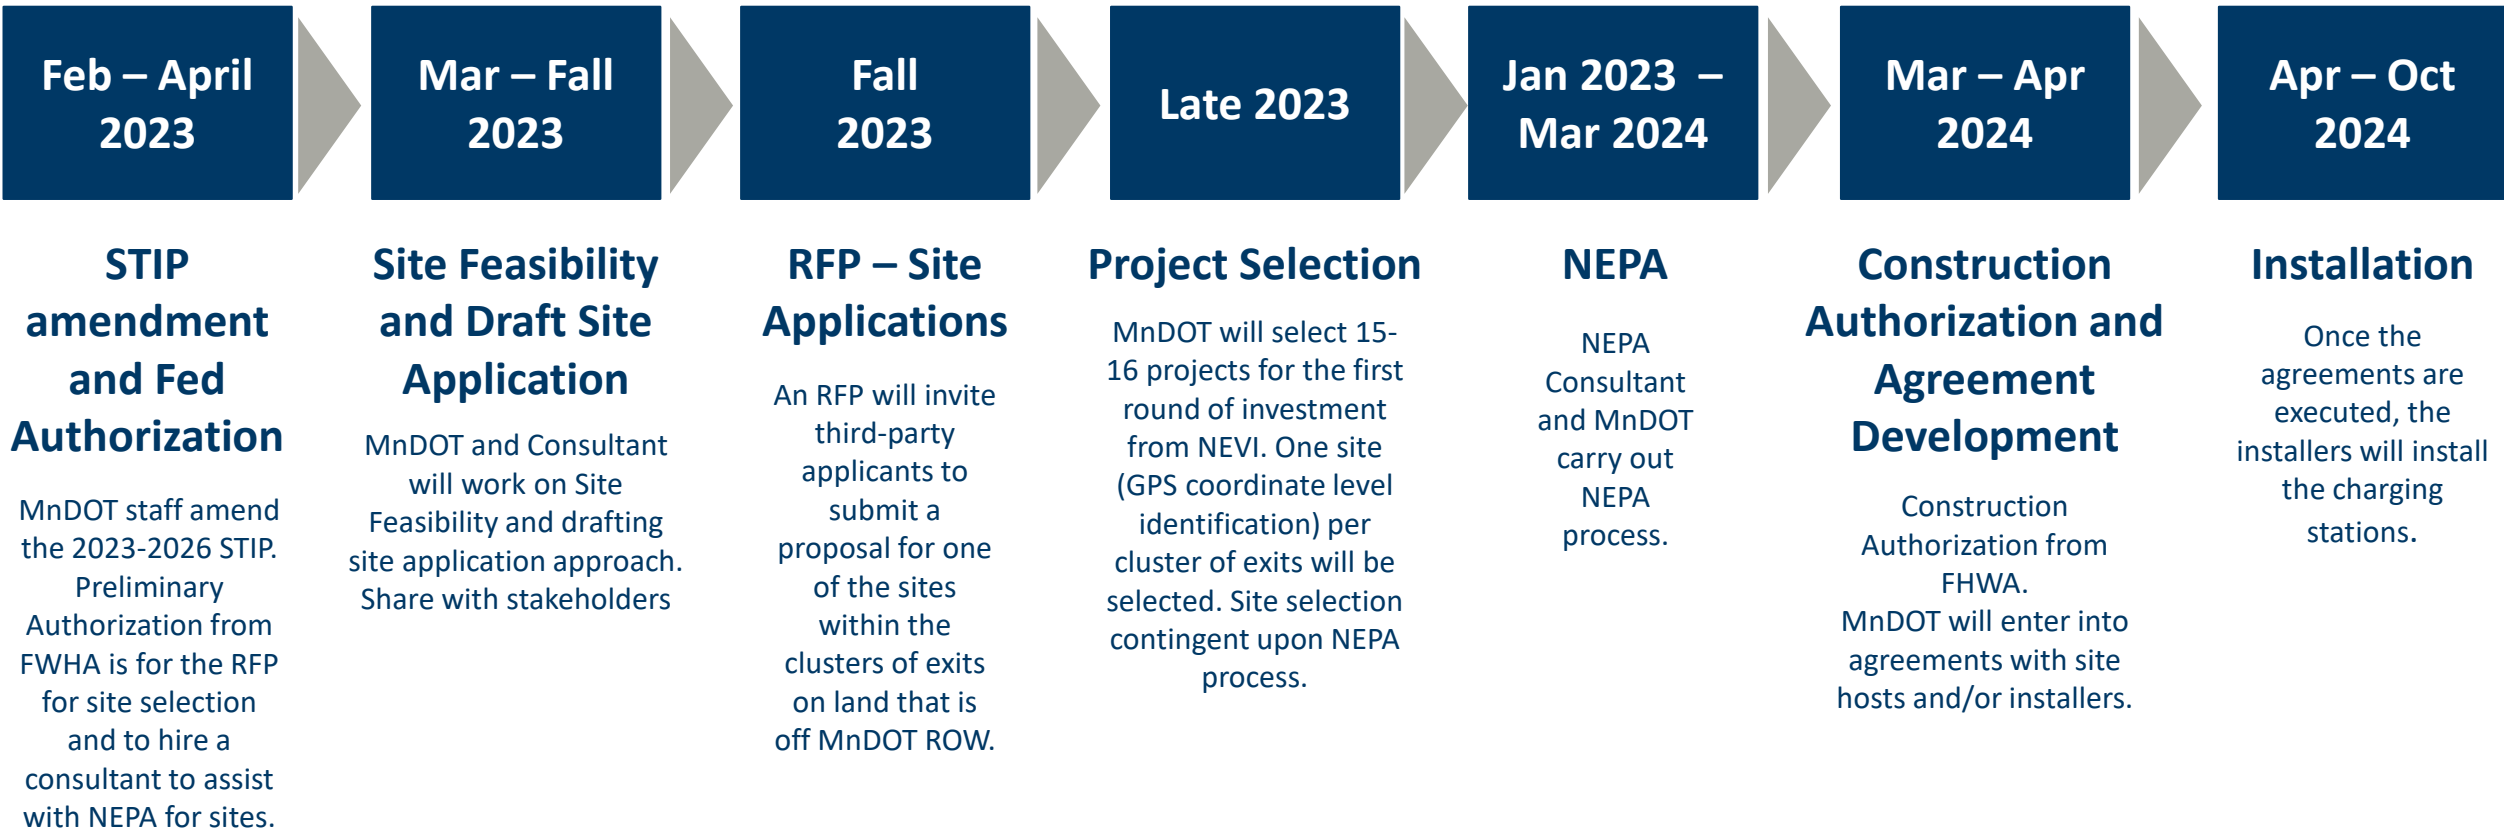 Feb – April
2023
STIP
amendment
and Fed
Authorization
MnDOT staff amend
the 2023-2026 STIP.
Preliminary
Authorization from
FWHA is for the RFP
for site selection
and to hire a
consultant to assist
with NEPA for sites.
Mar – Fall
2023
Site Feasibility
and Draft Site
Application
MnDOT and Consultant
will work on Site
Feasibility and drafting
site application approach.
Share with stakeholders
Fall
2023
RFP – Site
Applications
An RFP will invite
third-party
applicants to
submit a
proposal for one
of the sites
within the
clusters of exits
on land that is
off MnDOT ROW.
Late 2023
Project Selection
MnDOT will select 15-
16 projects for the first
round of investment
from NEVI. One site
(GPS coordinate level
identification) per
cluster of exits will be
selected. Site selection
contingent upon NEPA
process.
Jan 2023 –
Mar 2024
NEPA
NEPA
Consultant
and MnDOT
carry out
NEPA
process.
Mar – Apr
2024
Construction
Authorization and
Agreement
Development
Construction
Authorization from
FHWA.
MnDOT will enter into
agreements with site
hosts and/or installers.
Apr – Oct
2024
Installation
Once the
agreements are
executed, the
installers will install
the charging
stations.